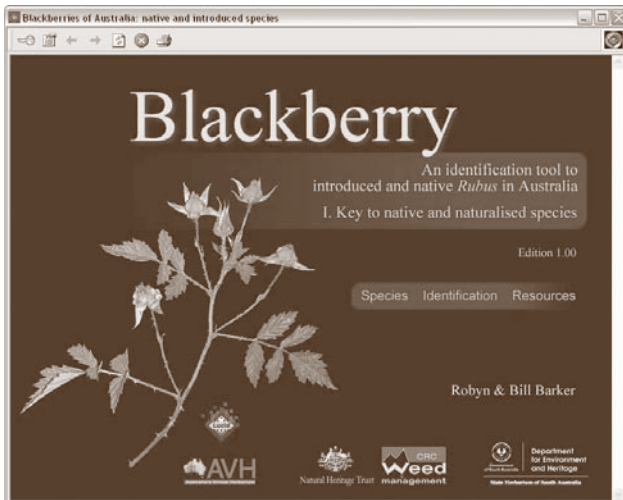 Blackberries of Australia: native and introduced species
Blackberry
An identification tool to
introduced and native Rubus in Australia
I. Key to native and naturalised species
Edition 1.00
Species Identification Resources
Robyn & Bill Barker
AVH
Natural Heritage Trust
CRC
Weed
management
Department
for Environment
and Heritage
State Herbarium of South Australia